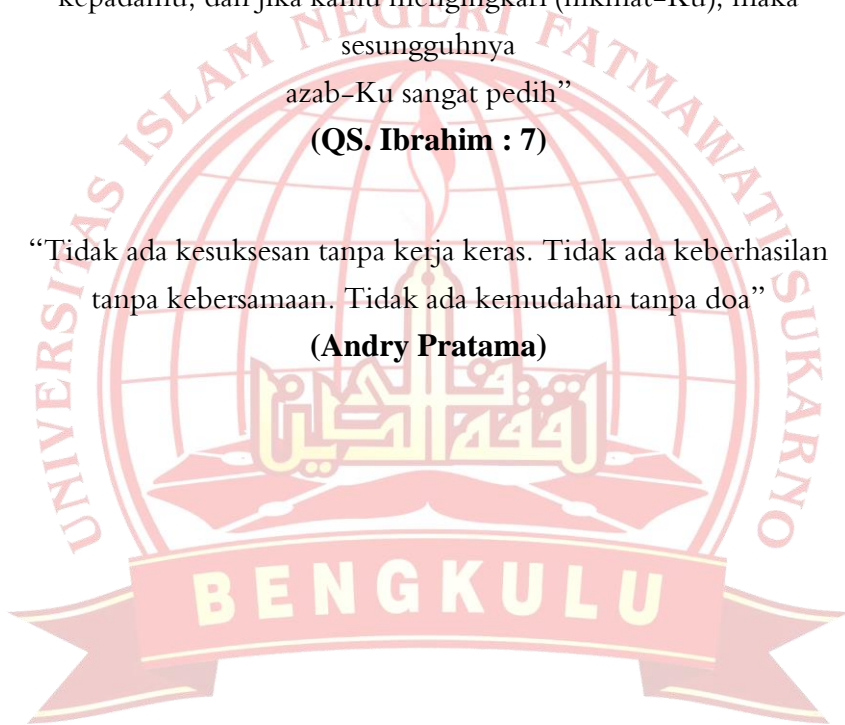 kepadamu, dan jika kamu mengingkari (nikmat-Ku), maka
sesungguhnya
azab-Ku sangat pedih”
(QS. Ibrahim : 7)
“Tidak ada kesuksesan tanpa kerja keras. Tidak ada keberhasilan
tanpa kebersamaan. Tidak ada kemudahan tanpa doa”
(Andry Pratama)
UNIVERSITAS ISLAM NEGERI FATMAWATI SUKARNO
BENGKULU